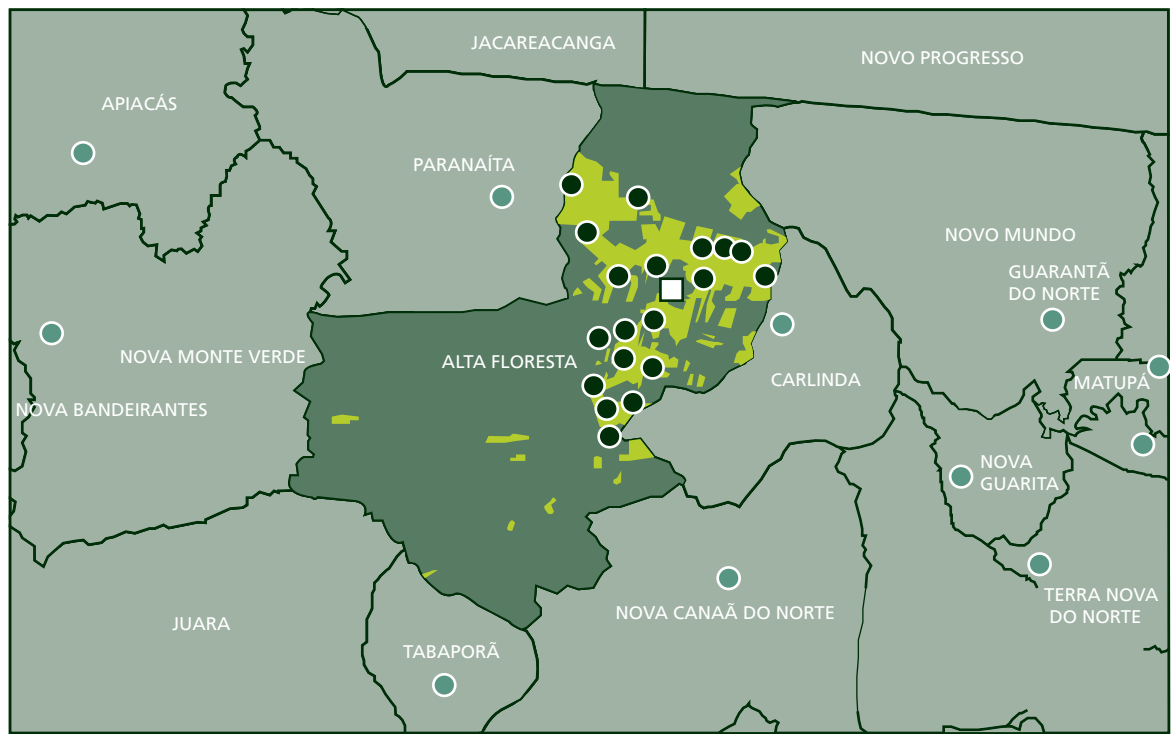 JACAREACANGA
NOVO PROGRESSO
APIACÁS
PARANAÍTA
NOVO MUNDO
GUARANTÃ
DO NORTE
NOVA MONTE VERDE
ALTA FLORESTA
CARLINDA
MATUPÁ
NOVA BANDEIRANTES
NOVA
GUARITA
TERRA NOVA
DO NORTE
NOVA CANAÃ DO NORTE
JUARA
TABAPORÃ